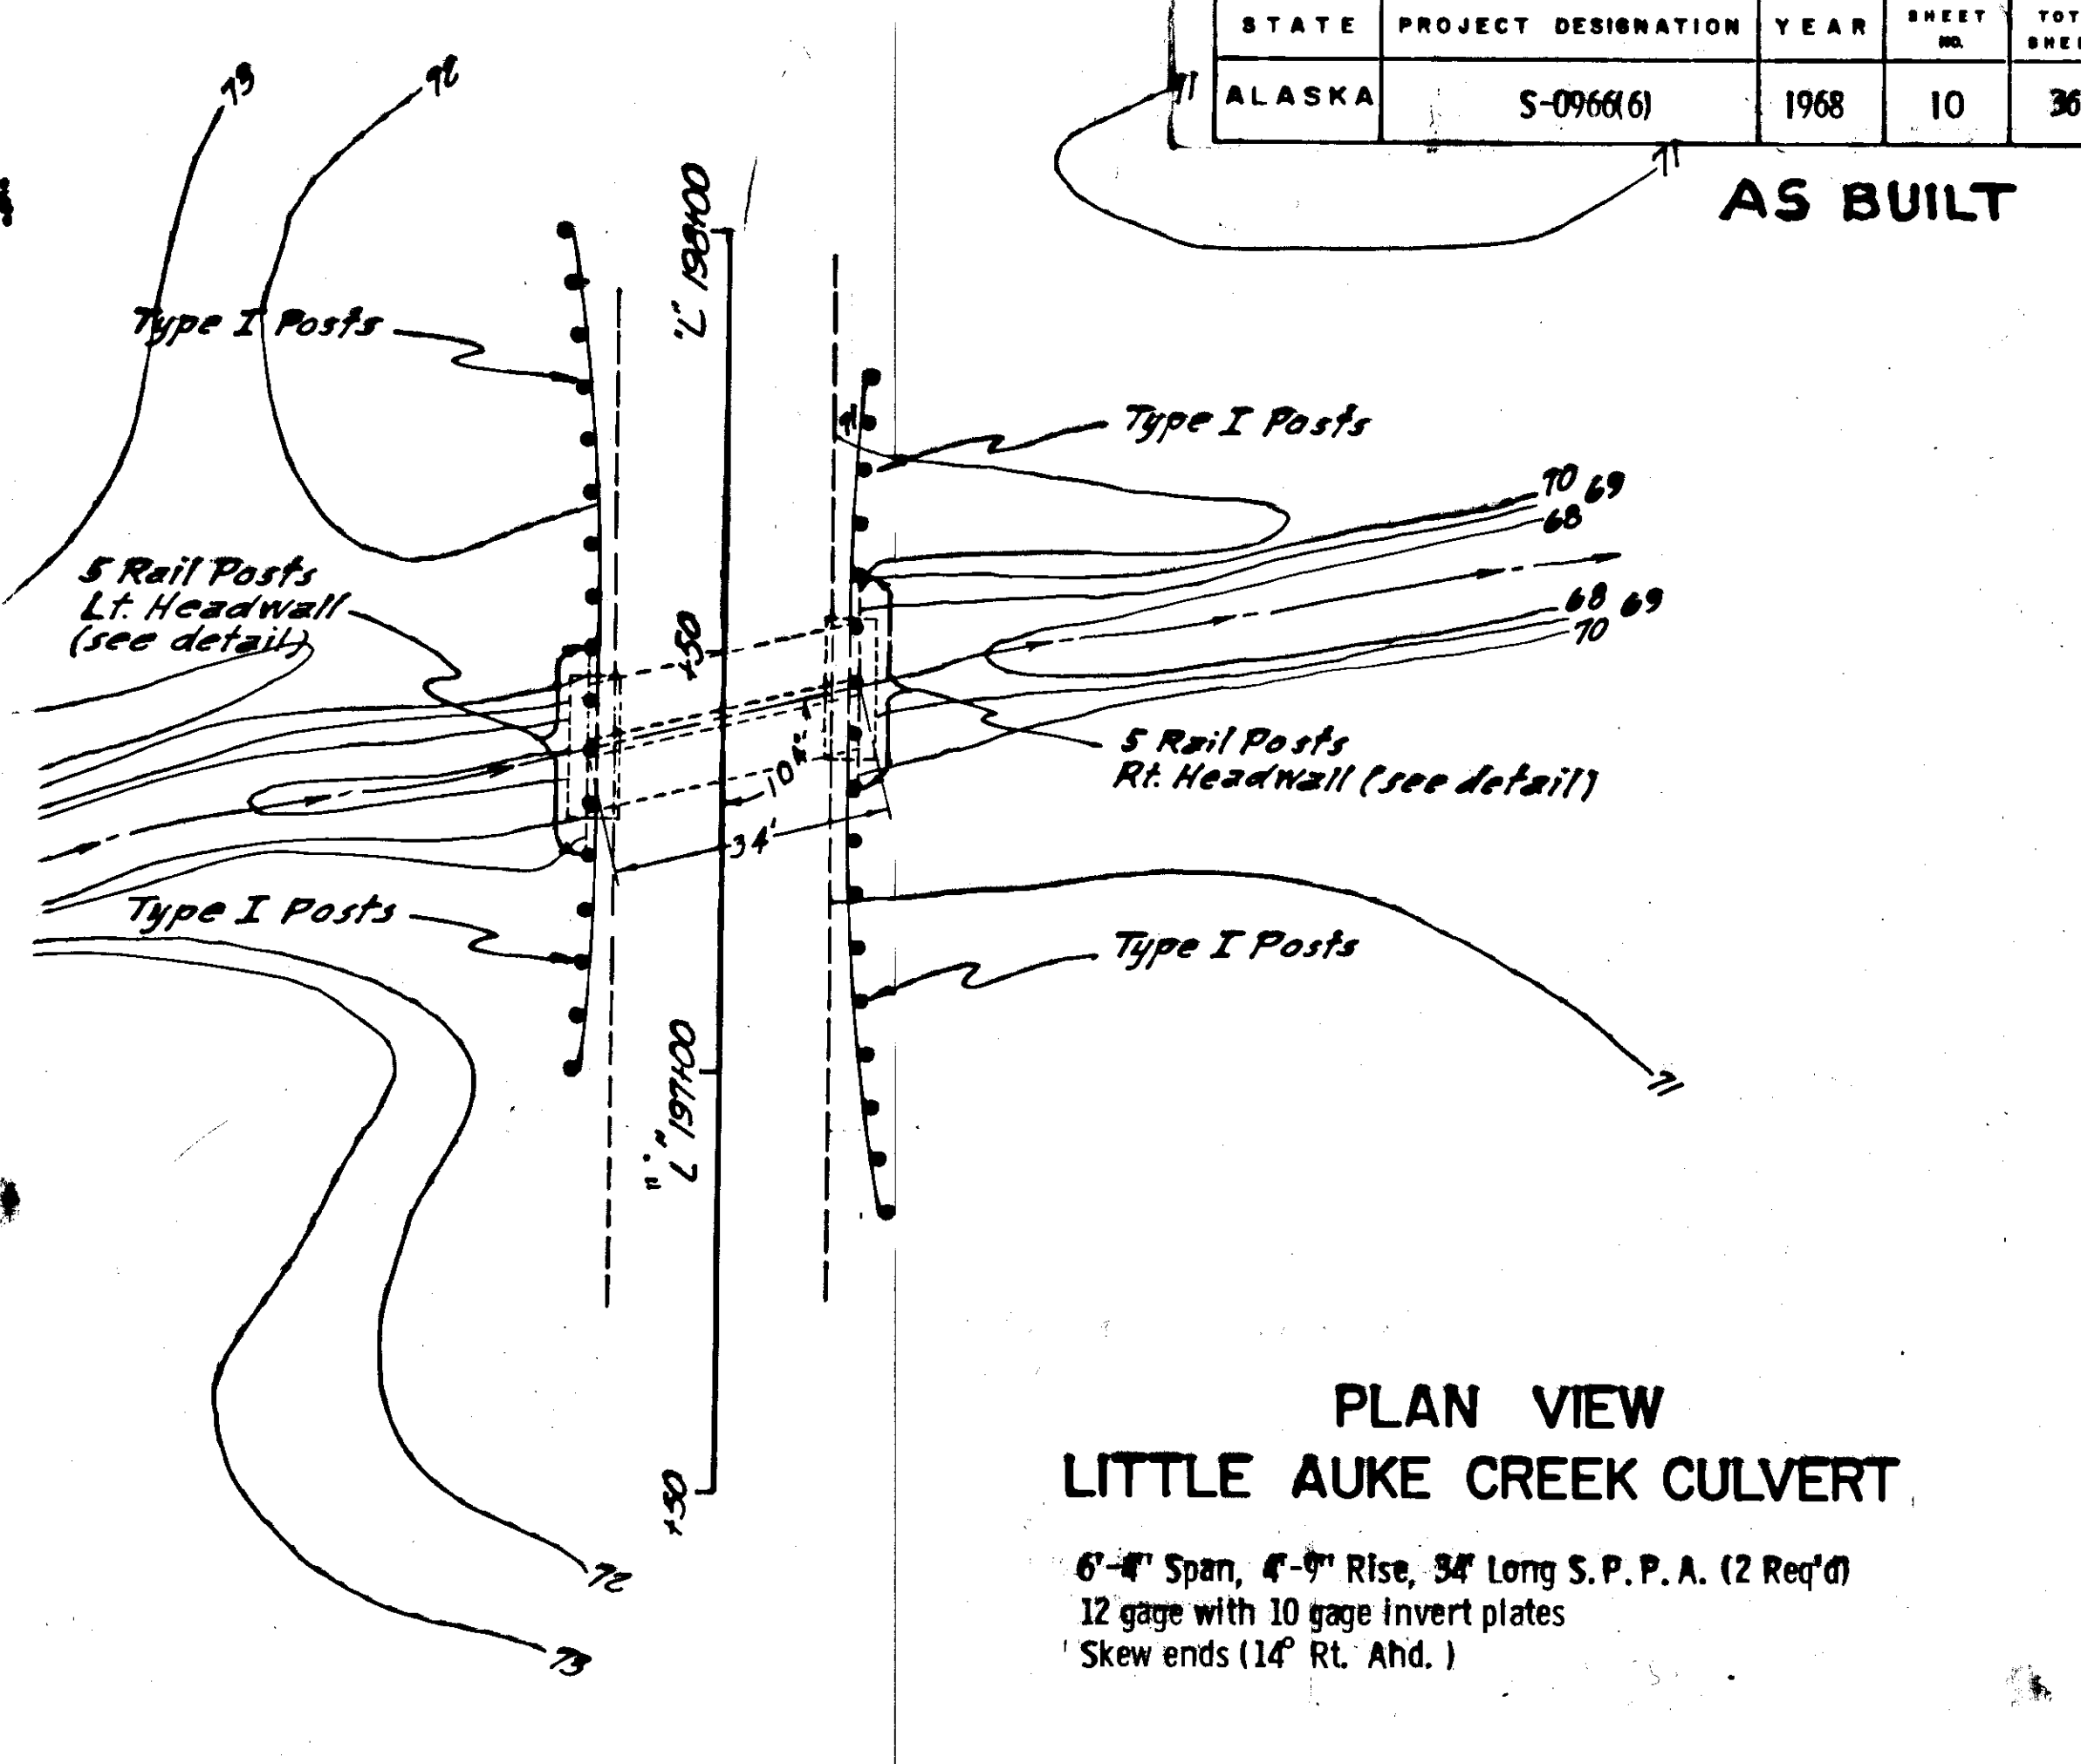 STATE PROJECT DESIGNATION YEAR SHEET NO.
ALASKA S-0966(6) 1968 10 36
AS BUILT
73
71
71
"L" 198+00
Type I Posts
Type I Posts
70 69
68
5 Rail Posts
Lt. Headwall
(see detail)
+50
68 69
70
104°
5 Rail Posts
Rt. Headwall (see detail)
34'
Type I Posts
Type I Posts
"L" 197+00
71
PLAN VIEW
LITTLE AUKE CREEK CULVERT
+50
6'-4" Span, 4'-9" Rise, 34' Long S.P.P.A. (2 Req'd)
72
12 gage with 10 gage invert plates
73
Skew ends (14° Rt. Ahd.)